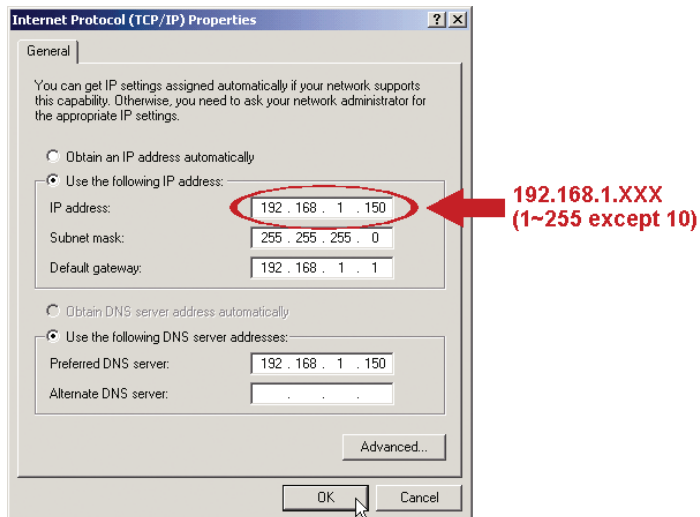 Internet Protocol (TCP/IP) Properties
General
You can get IP settings assigned automatically if your network supports
this capability. Otherwise, you need to ask your network administrator for
the appropriate IP settings.
Obtain an IP address automatically
Use the following IP address:
IP address: 192 . 168 . 1 . 150
192.168.1.XXX
(1~255 except 10)
Subnet mask: 255 . 255 . 255 . 0
Default gateway: 192 . 168 . 1 . 1
Obtain DNS server address automatically
Use the following DNS server addresses:
Preferred DNS server: 192 . 168 . 1 . 150
Alternate DNS server: . . .
Advanced...
OK Cancel